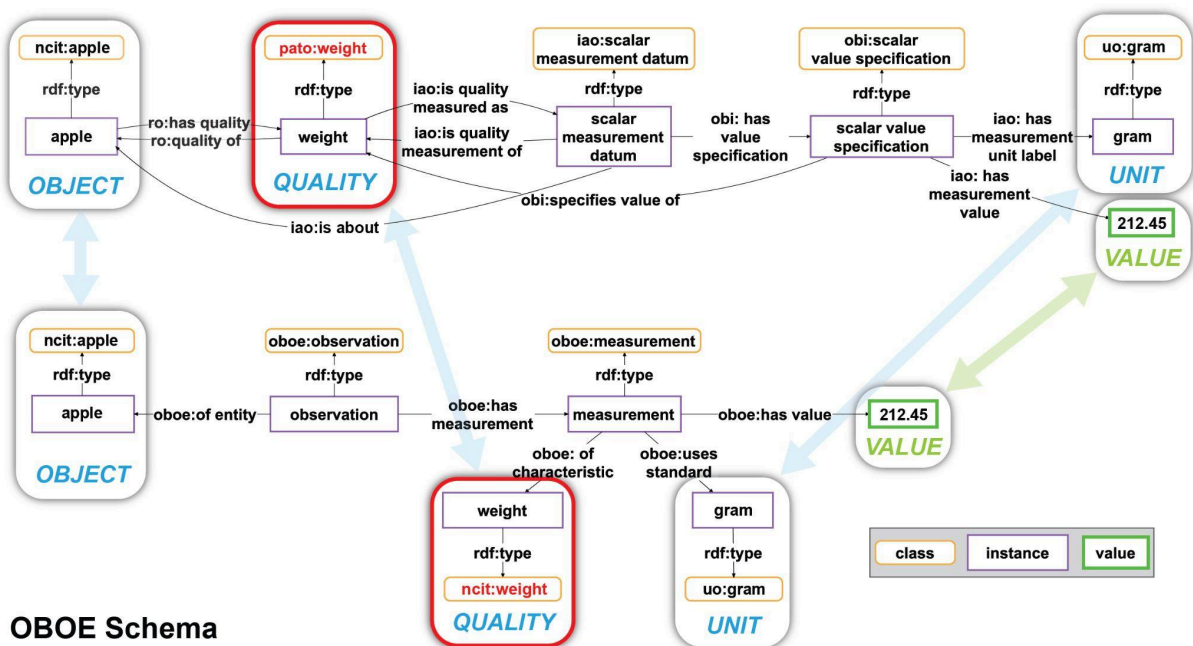 ncit:apple
rdf:type
apple
OBJECT
ro:has quality
ro:quality of
pato:weight
rdf:type
weight
QUALITY
iao:is quality
measured as
iao:is quality
measurement of
iao:scalar
measurement datum
rdf:type
scalar
measurement
datum
obi: has
value
specification
obi:scalar
value specification
rdf:type
scalar value
specification
iao: has
measurement
unit label
iao: has
measurement
value
uo:gram
rdf:type
gram
UNIT
obi:specifies value of
iao:is about
212.45
VALUE
ncit:apple
rdf:type
apple
OBJECT
oboe:of entity
oboe:observation
rdf:type
observation
oboe:has
measurement
oboe:measurement
rdf:type
measurement
oboe:has value
212.45
VALUE
oboe: of
characteristic
oboe:uses
standard
weight
rdf:type
ncit:weight
QUALITY
gram
rdf:type
uo:gram
UNIT
class
instance
value
OBOE Schema